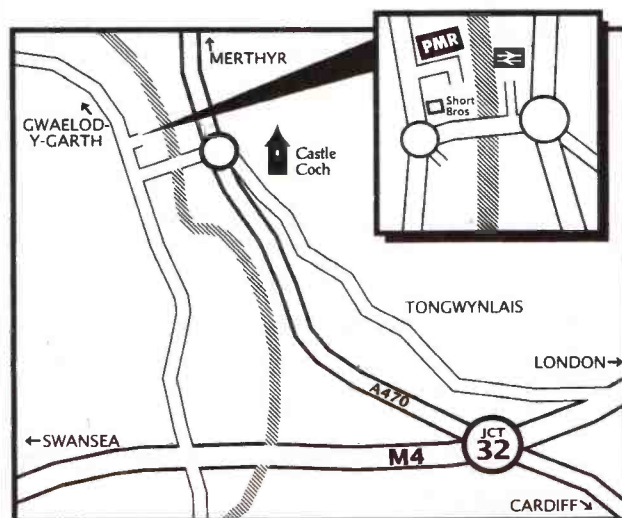 MERTHYR
GWAELOD-
Y-GARTH
Castle
Coch
PMR
Short
Bros
TONGWYNLAIS
LONDON→
A470
←SWANSEA
M4
JCT
32
CARDIFF